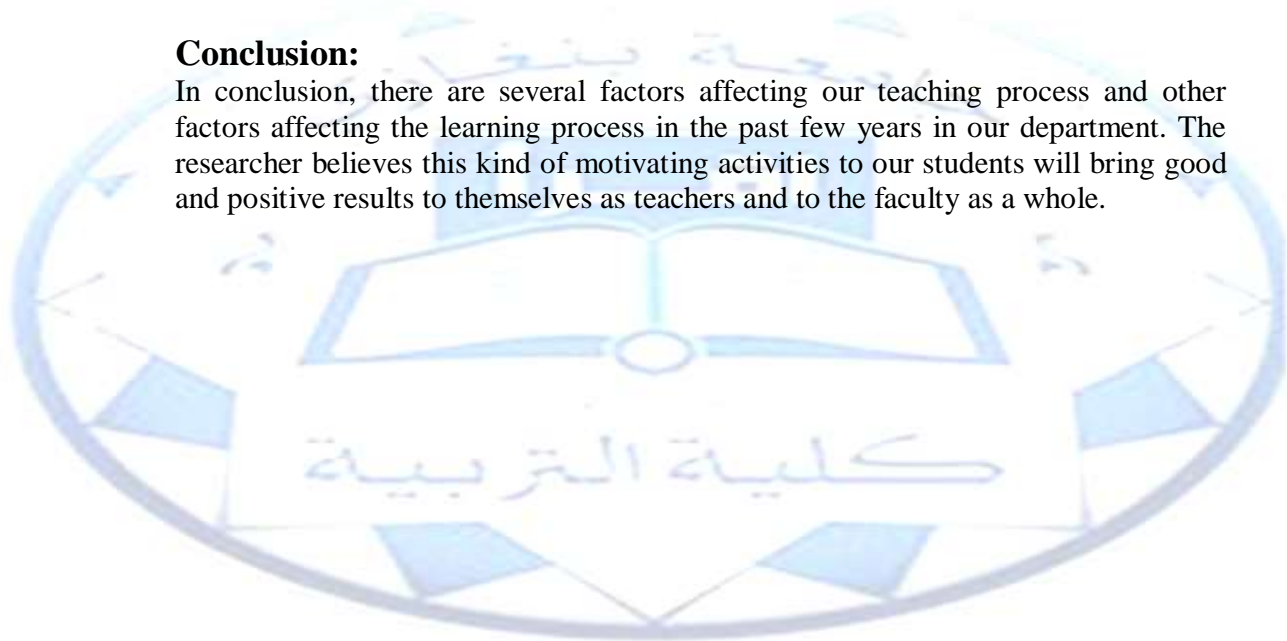 Conclusion:
In conclusion, there are several factors affecting our teaching process and other
factors affecting the learning process in the past few years in our department. The
researcher believes this kind of motivating activities to our students will bring good
and positive results to themselves as teachers and to the faculty as a whole.
كلية التربية